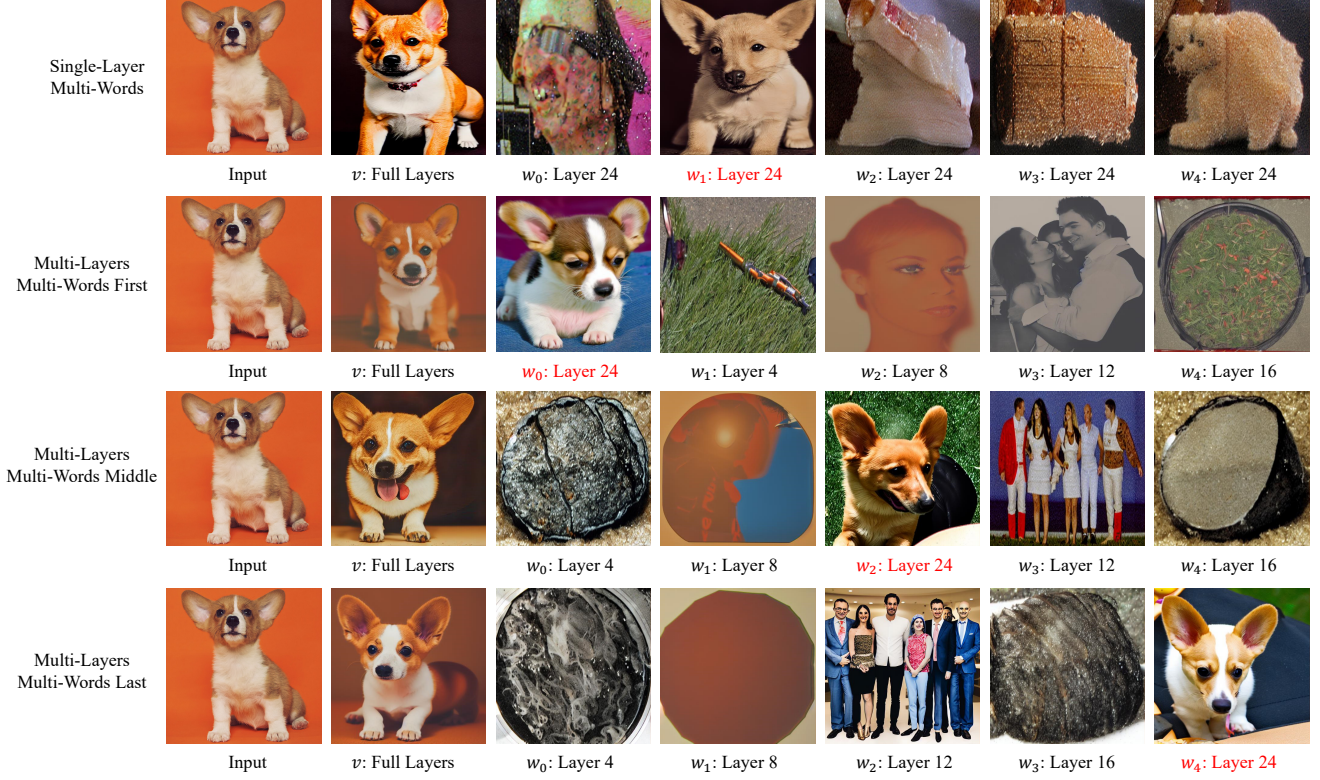 Single-Layer
Multi-Words
Input
v: Full Layers
w₀: Layer 24
w₁: Layer 24
w₂: Layer 24
w₃: Layer 24
w₄: Layer 24
Multi-Layers
Multi-Words First
Input
v: Full Layers
w₀: Layer 24
w₁: Layer 4
w₂: Layer 8
w₃: Layer 12
w₄: Layer 16
Multi-Layers
Multi-Words Middle
Input
v: Full Layers
w₀: Layer 4
w₁: Layer 8
w₂: Layer 24
w₃: Layer 12
w₄: Layer 16
Multi-Layers
Multi-Words Last
Input
v: Full Layers
w₀: Layer 4
w₁: Layer 8
w₂: Layer 12
w₃: Layer 16
w₄: Layer 24